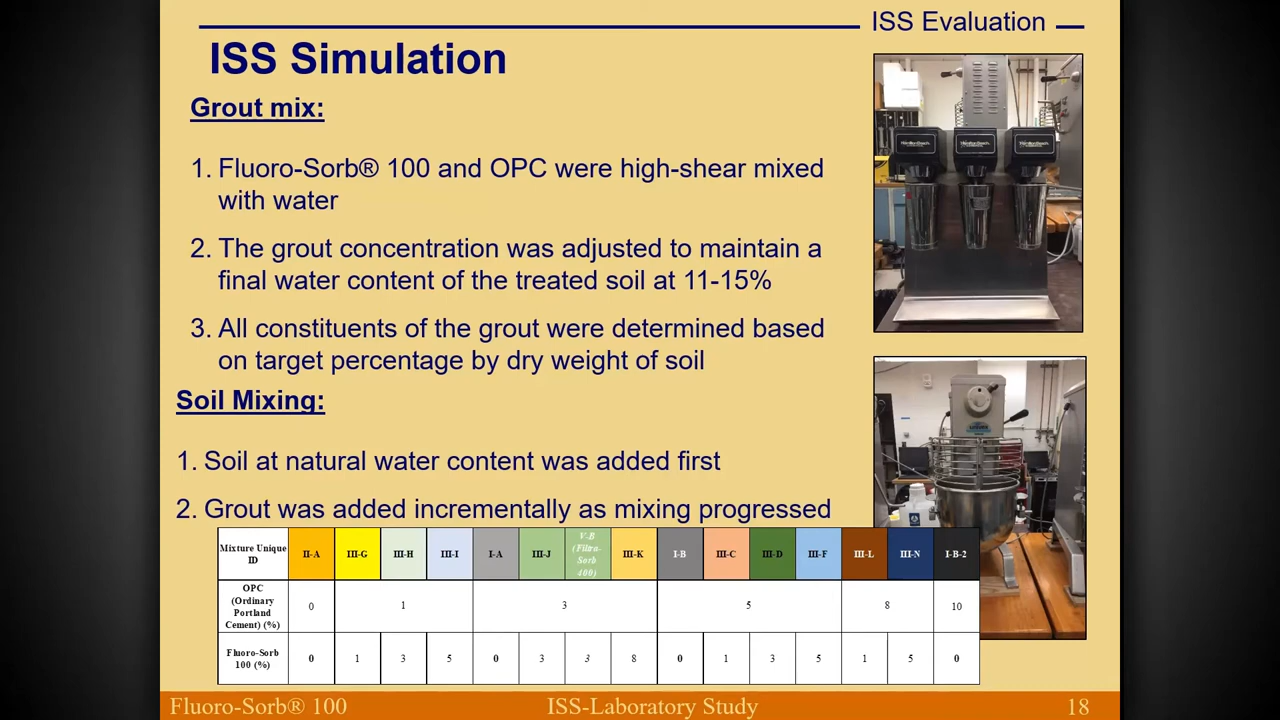 ISS Evaluation
ISS Simulation
Grout mix:
1. Fluoro-Sorb® 100 and OPC were high-shear mixed
with water
2. The grout concentration was adjusted to maintain a
final water content of the treated soil at 11-15%
3. All constituents of the grout were determined based
on target percentage by dry weight of soil
Soil Mixing:
1. Soil at natural water content was added first
2. Grout was added incrementally as mixing progressed
Mixture Unique ID II-A III-G III-H III-I I-A III-J V-B (Filtra-Sorb 400) III-K I-B III-C III-D III-F III-L III-N I-B-2
OPC (Ordinary Portland Cement) (%) 0 1 3 5 8 10
Fluoro-Sorb 100 (%) 0 1 3 5 0 3 3 8 0 1 3 5 1 5 0
Fluoro-Sorb® 100 ISS-Laboratory Study 18